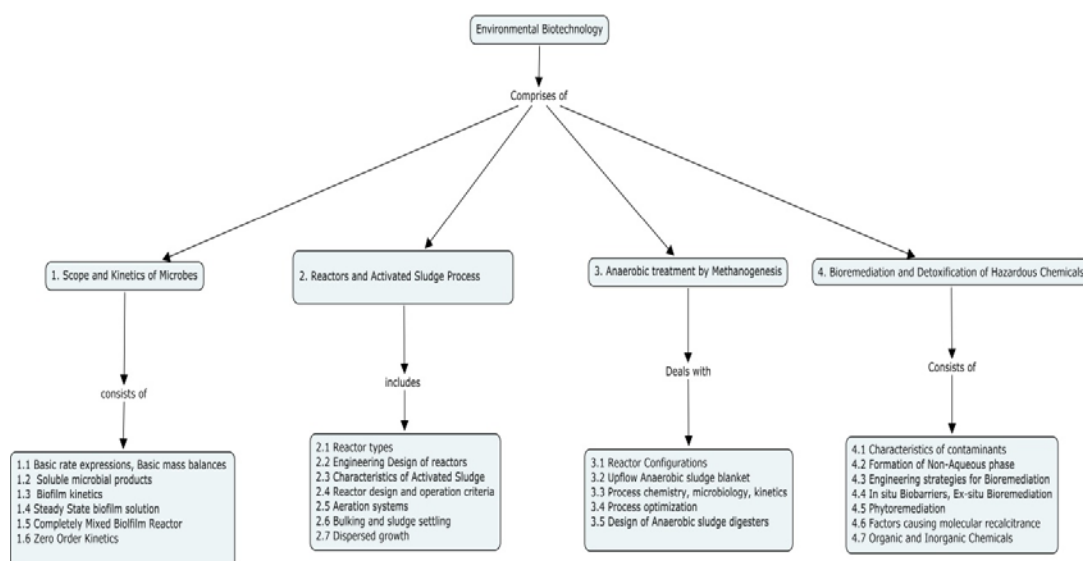 Environmental Biotechnology
Comprises of
1. Scope and Kinetics of Microbes
2. Reactors and Activated Sludge Process
3. Anaerobic treatment by Methanogenesis
4. Bioremediation and Detoxification of Hazardous Chemicals
consists of
includes
Deals with
Consists of
1.1 Basic rate expressions, Basic mass balances
1.2 Soluble microbial products
1.3 Biofilm kinetics
1.4 Steady State biofilm solution
1.5 Completely Mixed Biolfilm Reactor
1.6 Zero Order Kinetics
2.1 Reactor types
2.2 Engineering Design of reactors
2.3 Characteristics of Activated Sludge
2.4 Reactor design and operation criteria
2.5 Aeration systems
2.6 Bulking and sludge settling
2.7 Dispersed growth
3.1 Reactor Configurations
3.2 Upflow Anaerobic sludge blanket
3.3 Process chemistry, microbiology, kinetics
3.4 Process optimization
3.5 Design of Anaerobic sludge digesters
4.1 Characteristics of contaminants
4.2 Formation of Non-Aqueous phase
4.3 Engineering strategies for Bioremediation
4.4 In situ Biobarriers, Ex-situ Bioremediation
4.5 Phytoremediation
4.6 Factors causing molecular recalcitrance
4.7 Organic and Inorganic Chemicals